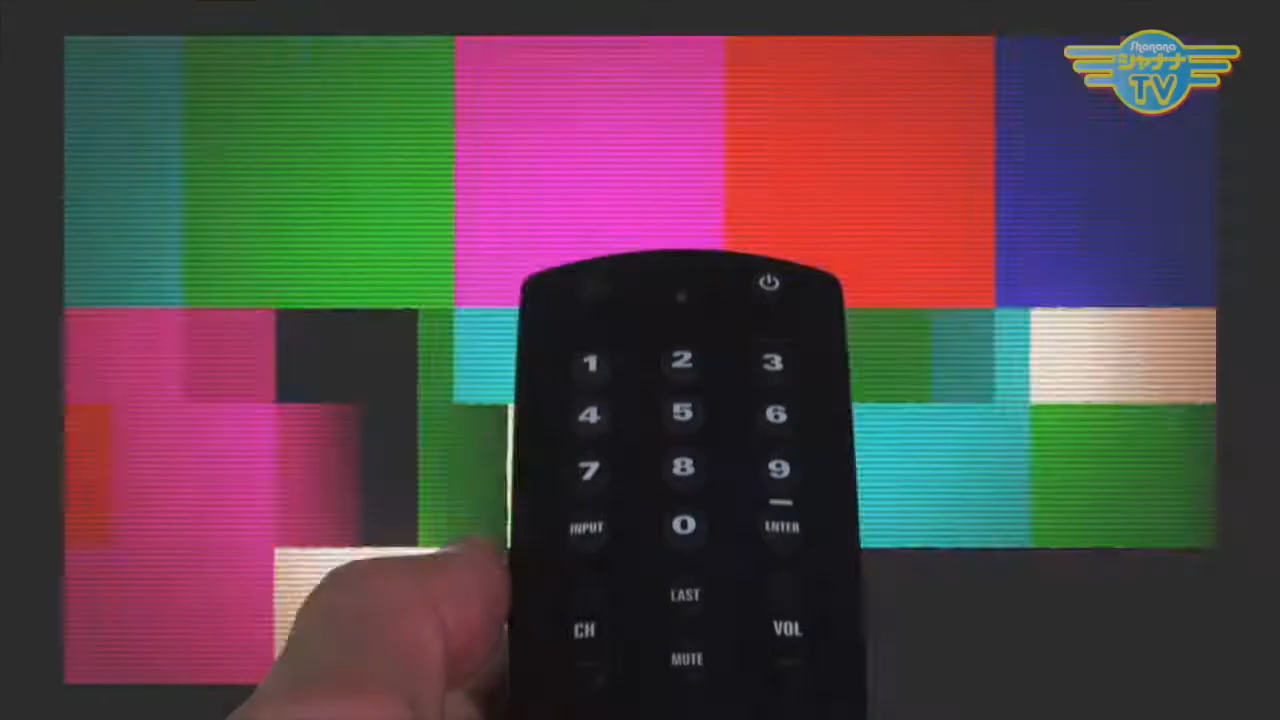 Shanana
シャナナ
TV
1 2 3
4 5 6
7 8 9
INPUT 0 ENTER
LAST
CH VOL
MUTE